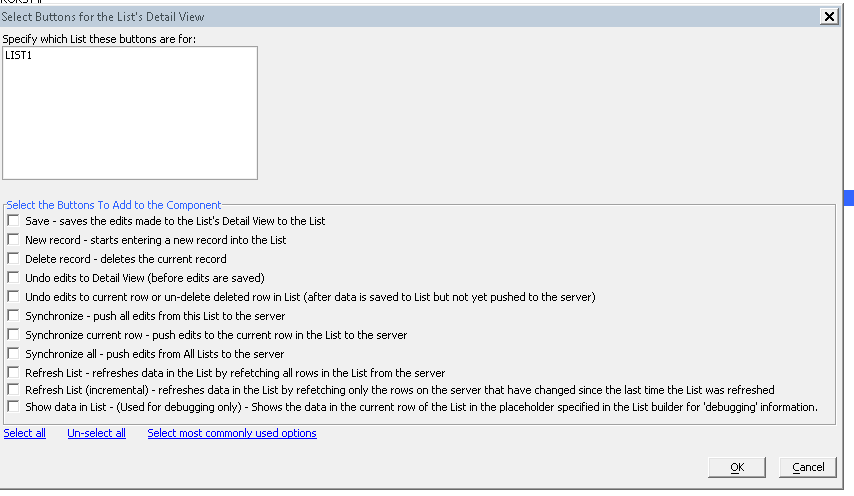 Select Buttons for the List's Detail View
Specify which List these buttons are for:
LIST1
Select the Buttons To Add to the Component
Save - saves the edits made to the List's Detail View to the List
New record - starts entering a new record into the List
Delete record - deletes the current record
Undo edits to Detail View (before edits are saved)
Undo edits to current row or un-delete deleted row in List (after data is saved to List but not yet pushed to the server)
Synchronize - push all edits from this List to the server
Synchronize current row - push edits to the current row in the List to the server
Synchronize all - push edits from All Lists to the server
Refresh List - refreshes data in the List by refetching all rows in the List from the server
Refresh List (incremental) - refreshes data in the List by refetching only the rows on the server that have changed since the last time the List was refreshed
Show data in List - (Used for debugging only) - Shows the data in the current row of the List in the placeholder specified in the List builder for 'debugging' information.
Select all Un-select all Select most commonly used options
OK Cancel